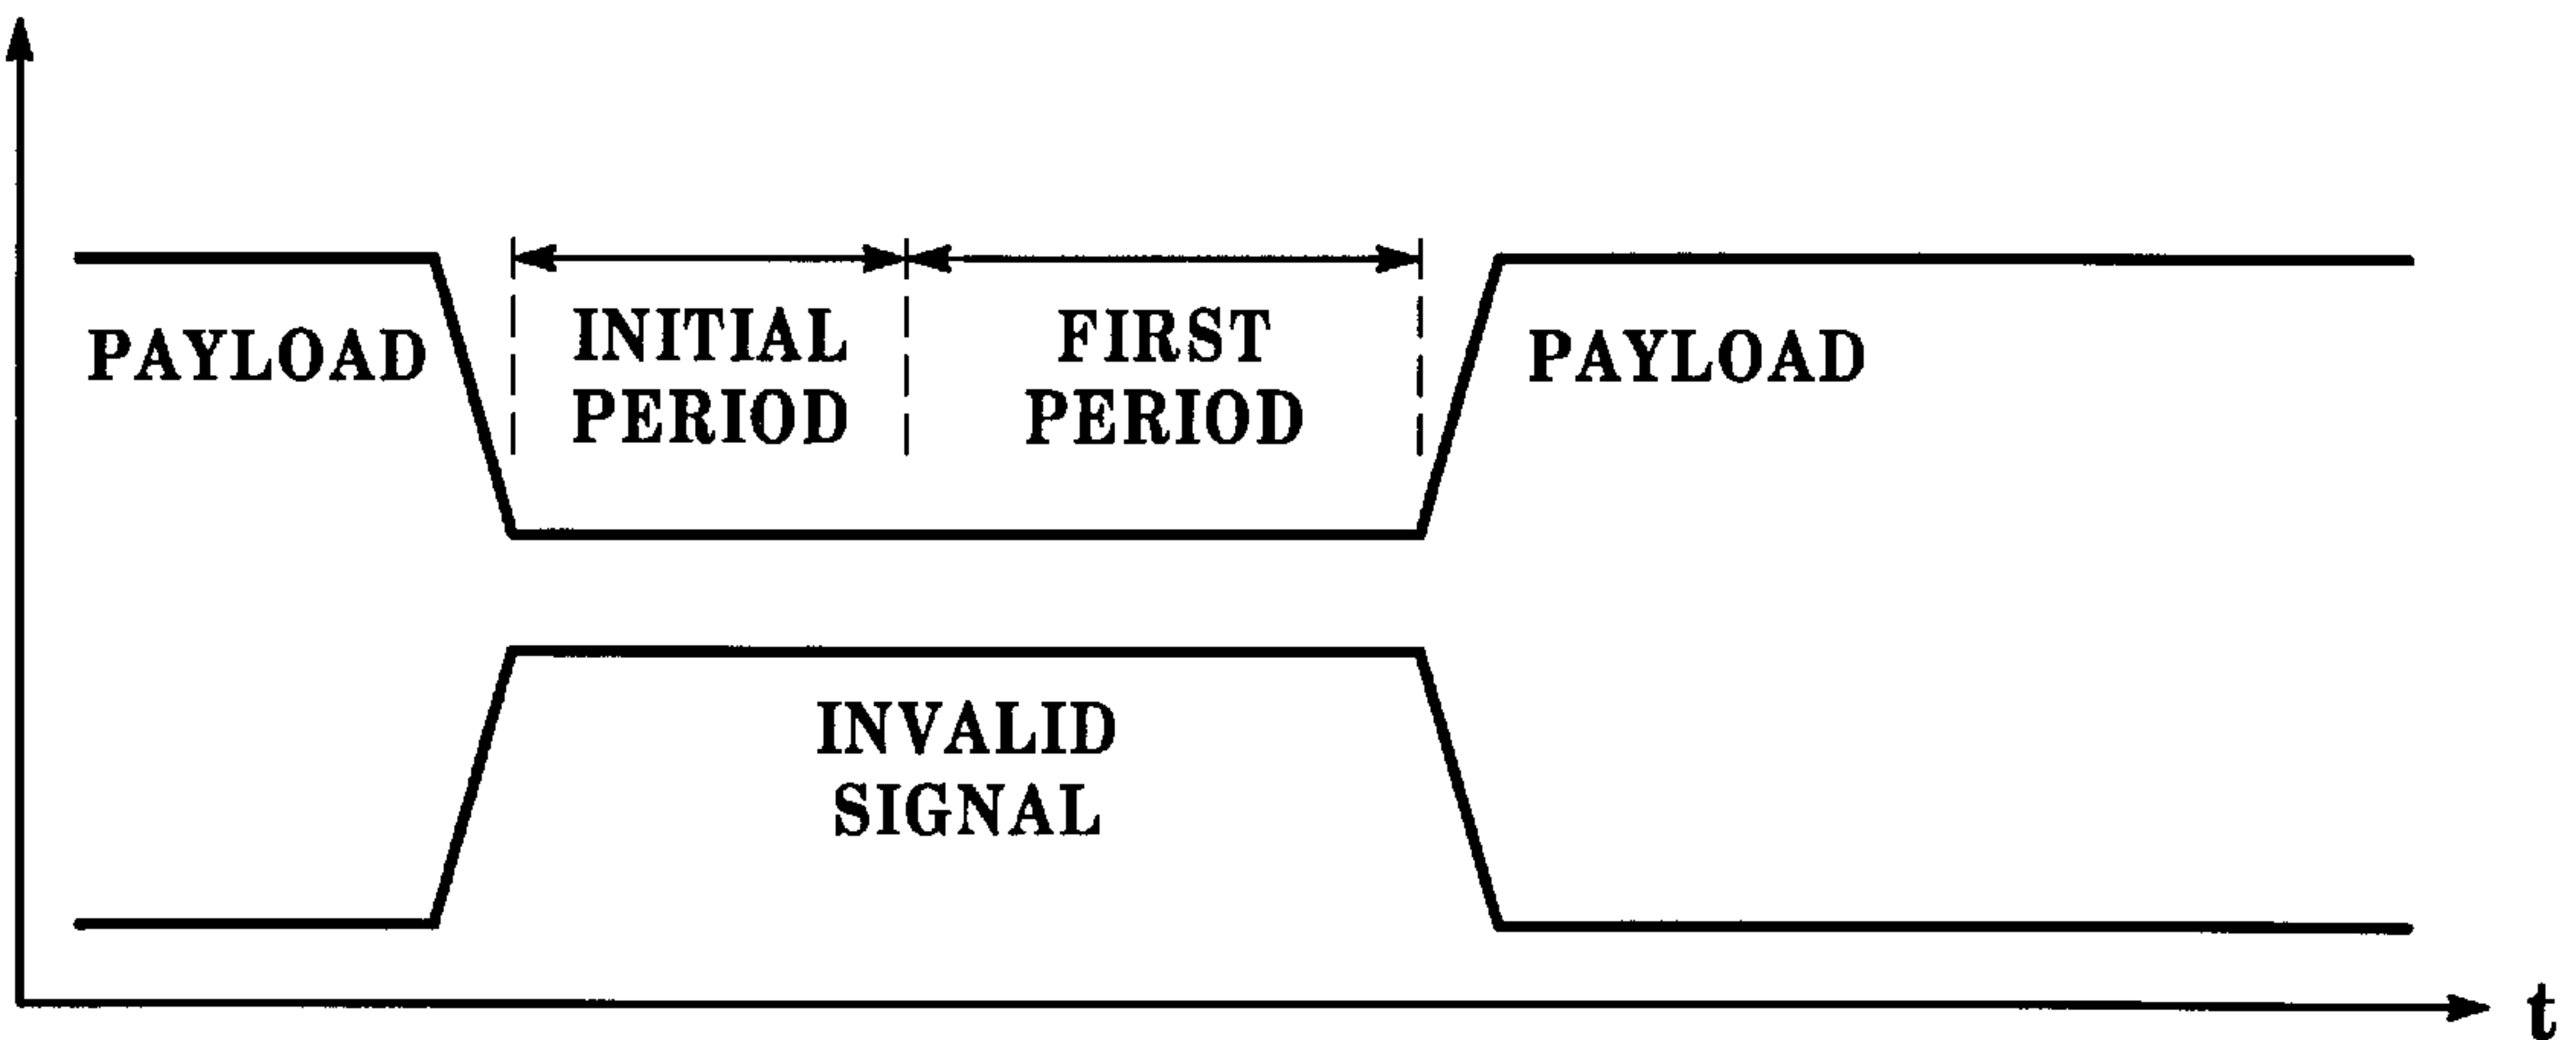 PAYLOAD
INITIAL
PERIOD
FIRST
PERIOD
PAYLOAD
INVALID
SIGNAL
t